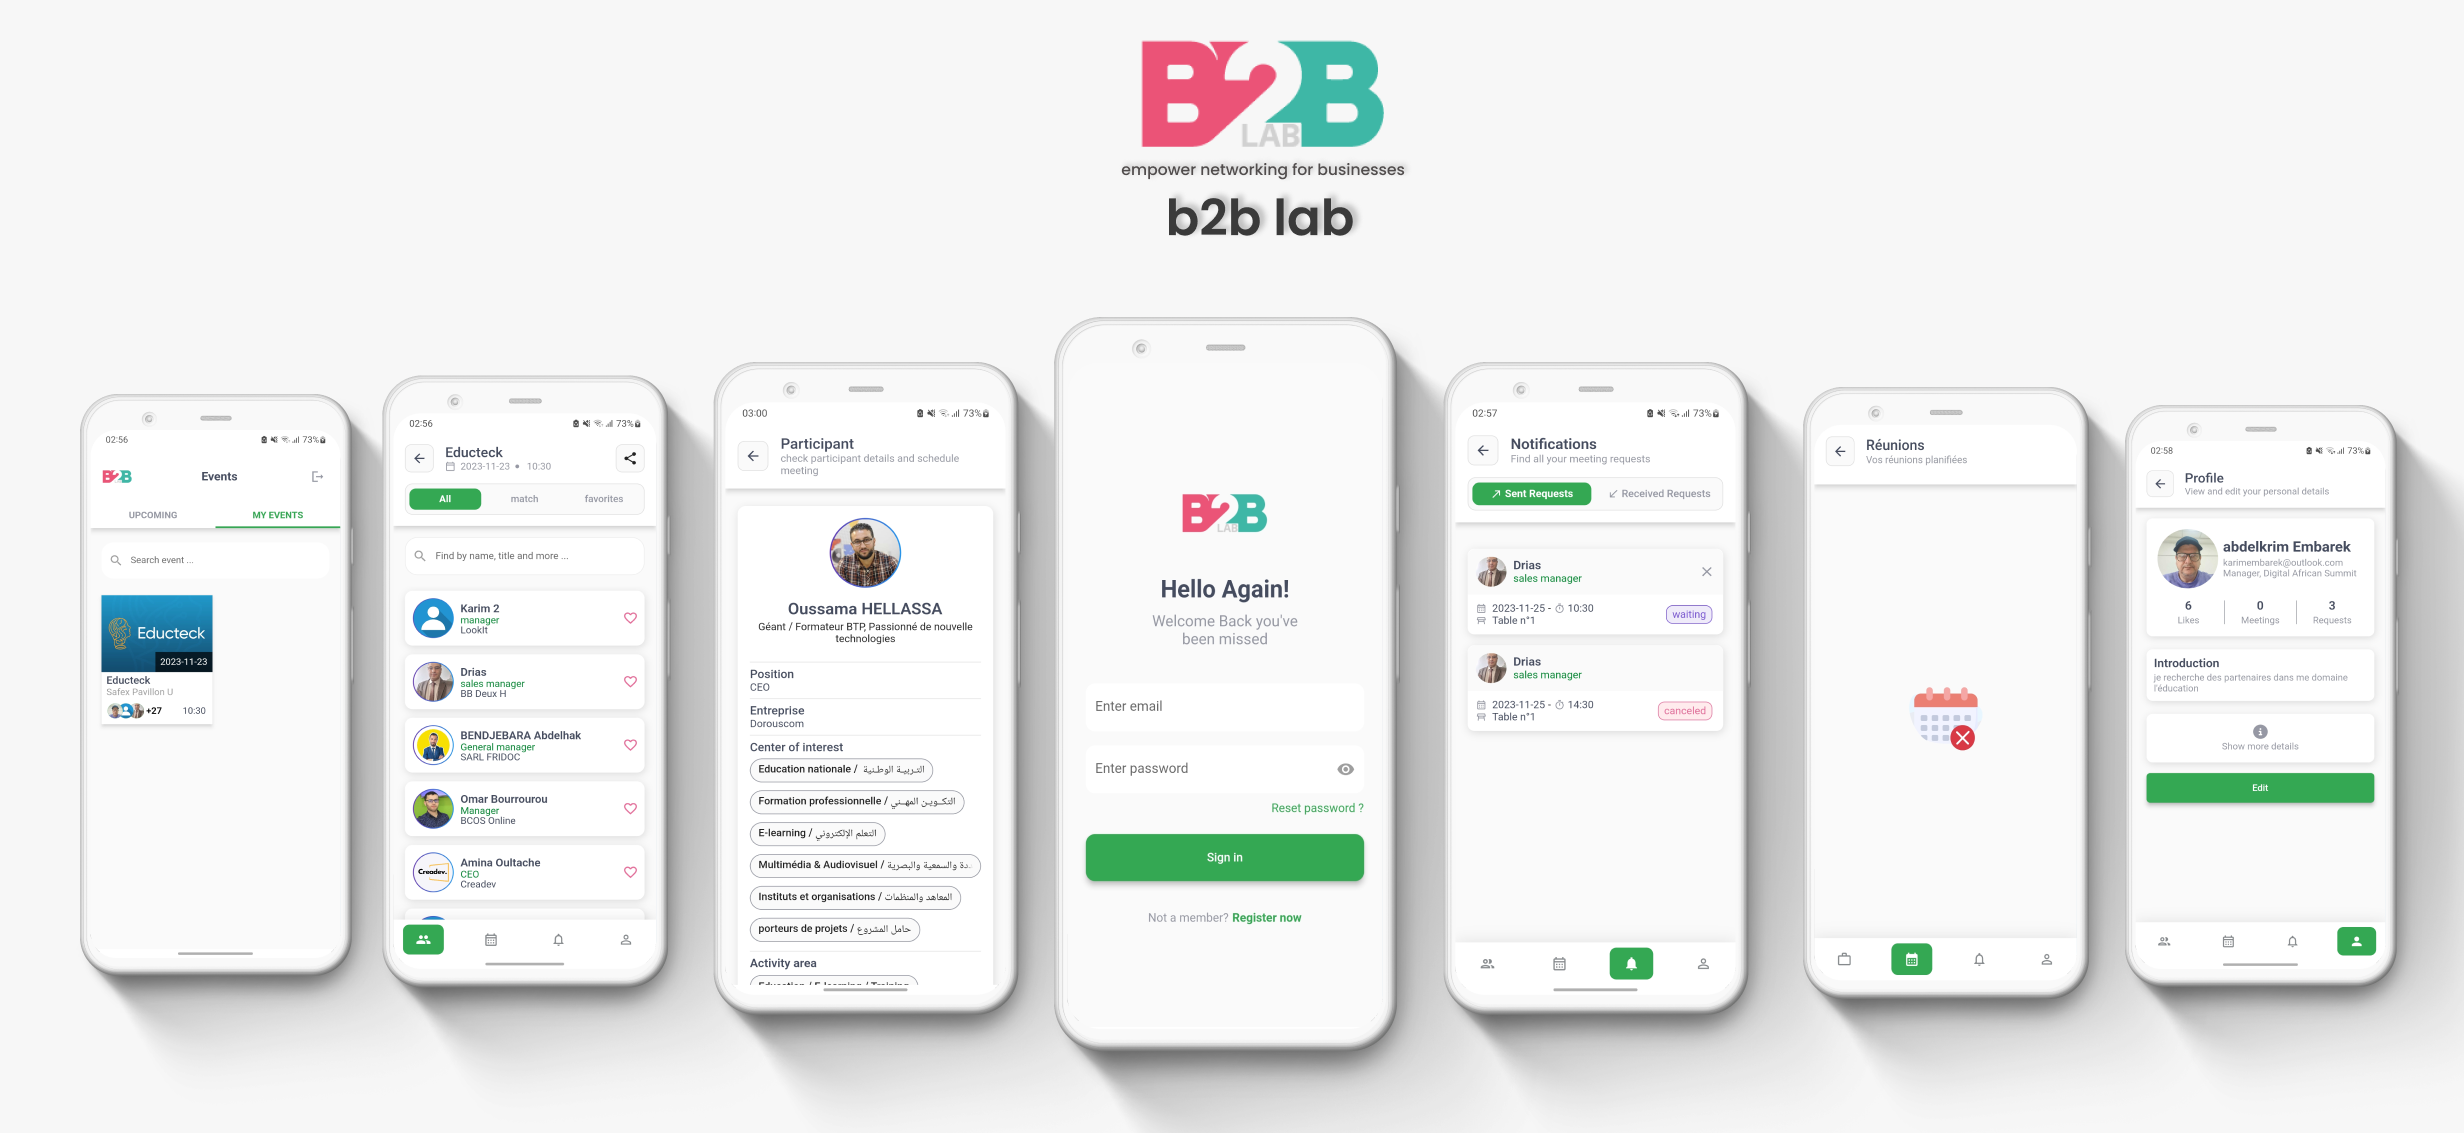 B2B
LAB
empower networking for businesses
b2b lab
02:56
73%
B2B
Events
UPCOMING
MY EVENTS
Search event ...
Educteck
2023-11-23
Educteck
Safex Pavillon U
+27
10:30
02:56
73%
Educteck
2023-11-23 • 10:30
All
match
favorites
Find by name, title and more ...
Karim 2
manager
LookIt
Drias
sales manager
BB Deux H
BENDJEBARA Abdelhak
General manager
SARL FRIDOC
Omar Bourrourou
Manager
BCOS Online
Creadev.
Amina Oultache
CEO
Creadev
03:00
73%
Participant
check participant details and schedule
meeting
Oussama HELLASSA
Géant / Formateur BTP, Passionné de nouvelle
technologies
Position
CEO
Entreprise
Dorouscom
Center of interest
Education nationale / التربية الوطنية
Formation professionnelle / التكــويـن المهــني
E-learning / التعلم الإلكتروني
Multimédia & Audiovisuel / دة والسمعية والبصرية
Instituts et organisations / المعاهد والمنظمات
porteurs de projets / حامل المشروع
Activity area
Education / E-learning / Training
B2B
LAB
Hello Again!
Welcome Back you've
been missed
Enter email
Enter password
Reset password ?
Sign in
Not a member? Register now
02:57
73%
Notifications
Find all your meeting requests
Sent Requests
Received Requests
Drias
sales manager
2023-11-25 - 10:30
Table n°1
waiting
Drias
sales manager
2023-11-25 - 14:30
Table n°1
canceled
Réunions
Vos réunions planifiées
02:58
73%
Profile
View and edit your personal details
abdelkrim Embarek
karimembarek@outlook.com
Manager, Digital African Summit
6
0
3
Likes
Meetings
Requests
Introduction
je recherche des partenaires dans me domaine
l'éducation
Show more details
Edit